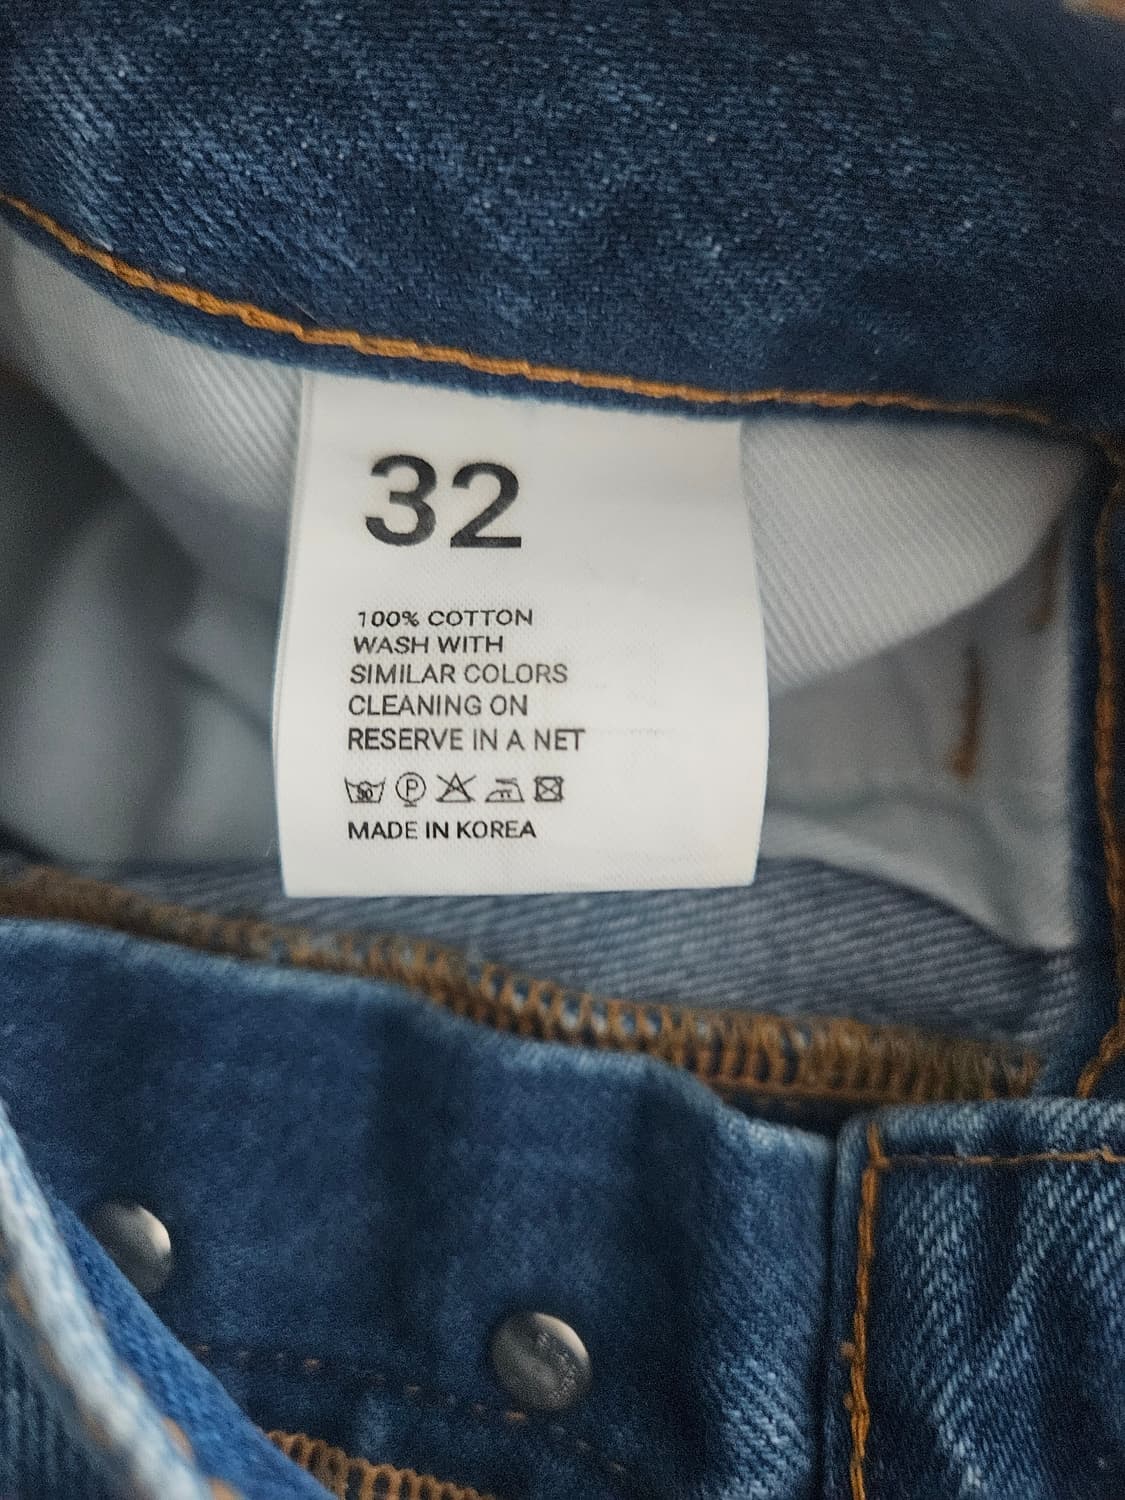 32
100% COTTON
WASH WITH
SIMILAR COLORS
CLEANING ON
RESERVE IN A NET
P
MADE IN KOREA